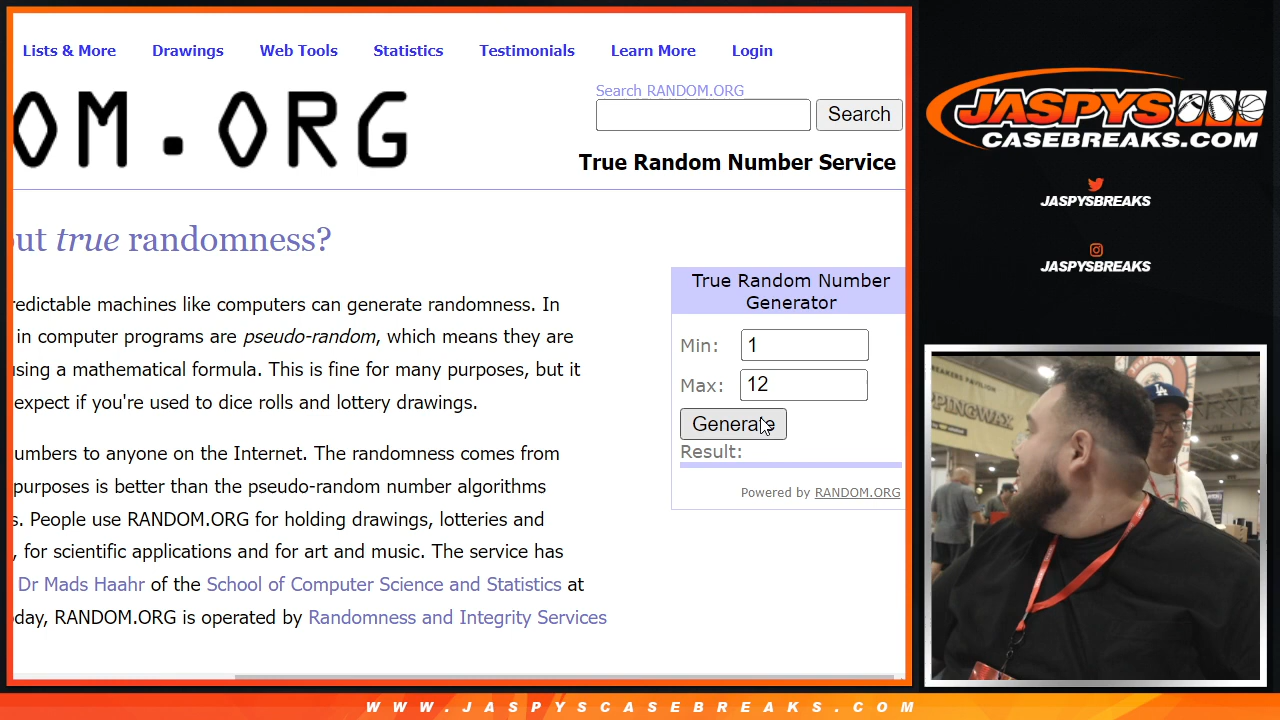 Lists & More Drawings Web Tools Statistics Testimonials Learn More Login
OM.ORG
Search RANDOM.ORG
Search
True Random Number Service
ut true randomness?
redictable machines like computers can generate randomness. In
in computer programs are pseudo-random, which means they are
using a mathematical formula. This is fine for many purposes, but it
expect if you're used to dice rolls and lottery drawings.
umbers to anyone on the Internet. The randomness comes from
purposes is better than the pseudo-random number algorithms
s. People use RANDOM.ORG for holding drawings, lotteries and
, for scientific applications and for art and music. The service has
Dr Mads Haahr of the School of Computer Science and Statistics at
day, RANDOM.ORG is operated by Randomness and Integrity Services
True Random Number
Generator
Min: 1
Max: 12
Generate
Result:
Powered by RANDOM.ORG
JASPYS
CASEBREAKS.COM
JASPYSBREAKS
JASPYSBREAKS
BREAKERS PAVILION
PPINGWAX
LA
WWW.JASPYSCASEBREAKS.COM